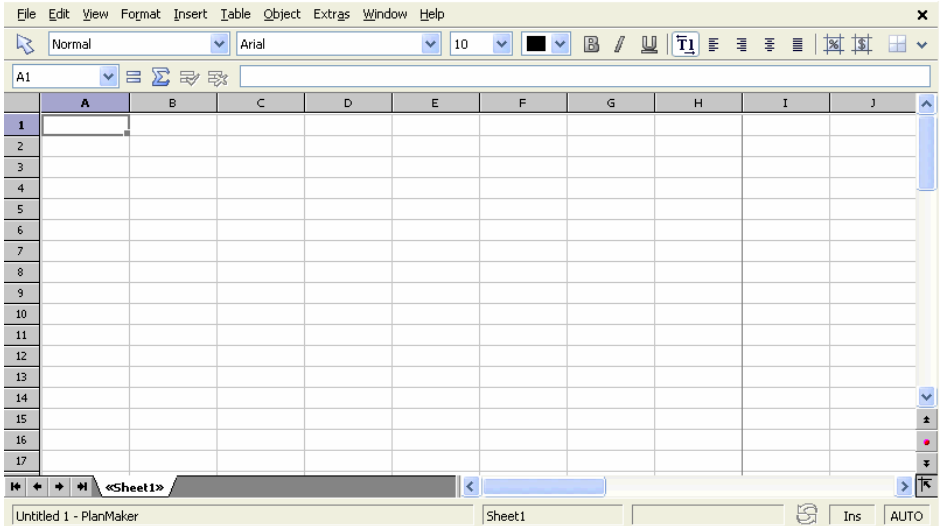 File Edit View Format Insert Table Object Extras Window Help
Normal Arial 10 B I U T1 % $
A1 = Σ
A B C D E F G H I J
1
2
3
4
5
6
7
8
9
10
11
12
13
14
15
16
17
«Sheet1»
Untitled 1 - PlanMaker Sheet1 Ins AUTO